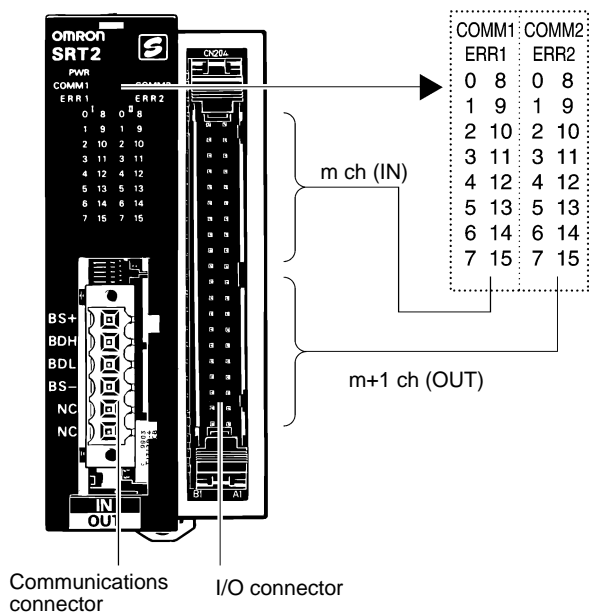 OMRON
SRT2
S
CN204
PWR
COMM1 COMM2
ERR1 ERR2
0 8 0 8
1 9 1 9
2 10 2 10
3 11 3 11
4 12 4 12
5 13 5 13
6 14 6 14
7 15 7 15
BS+
BDH
BDL
BS–
NC
NC
IN
OUT
B1 A1
m ch (IN)
m+1 ch (OUT)
COMM1 COMM2
ERR1 ERR2
0 8 0 8
1 9 1 9
2 10 2 10
3 11 3 11
4 12 4 12
5 13 5 13
6 14 6 14
7 15 7 15
Communications
connector
I/O connector